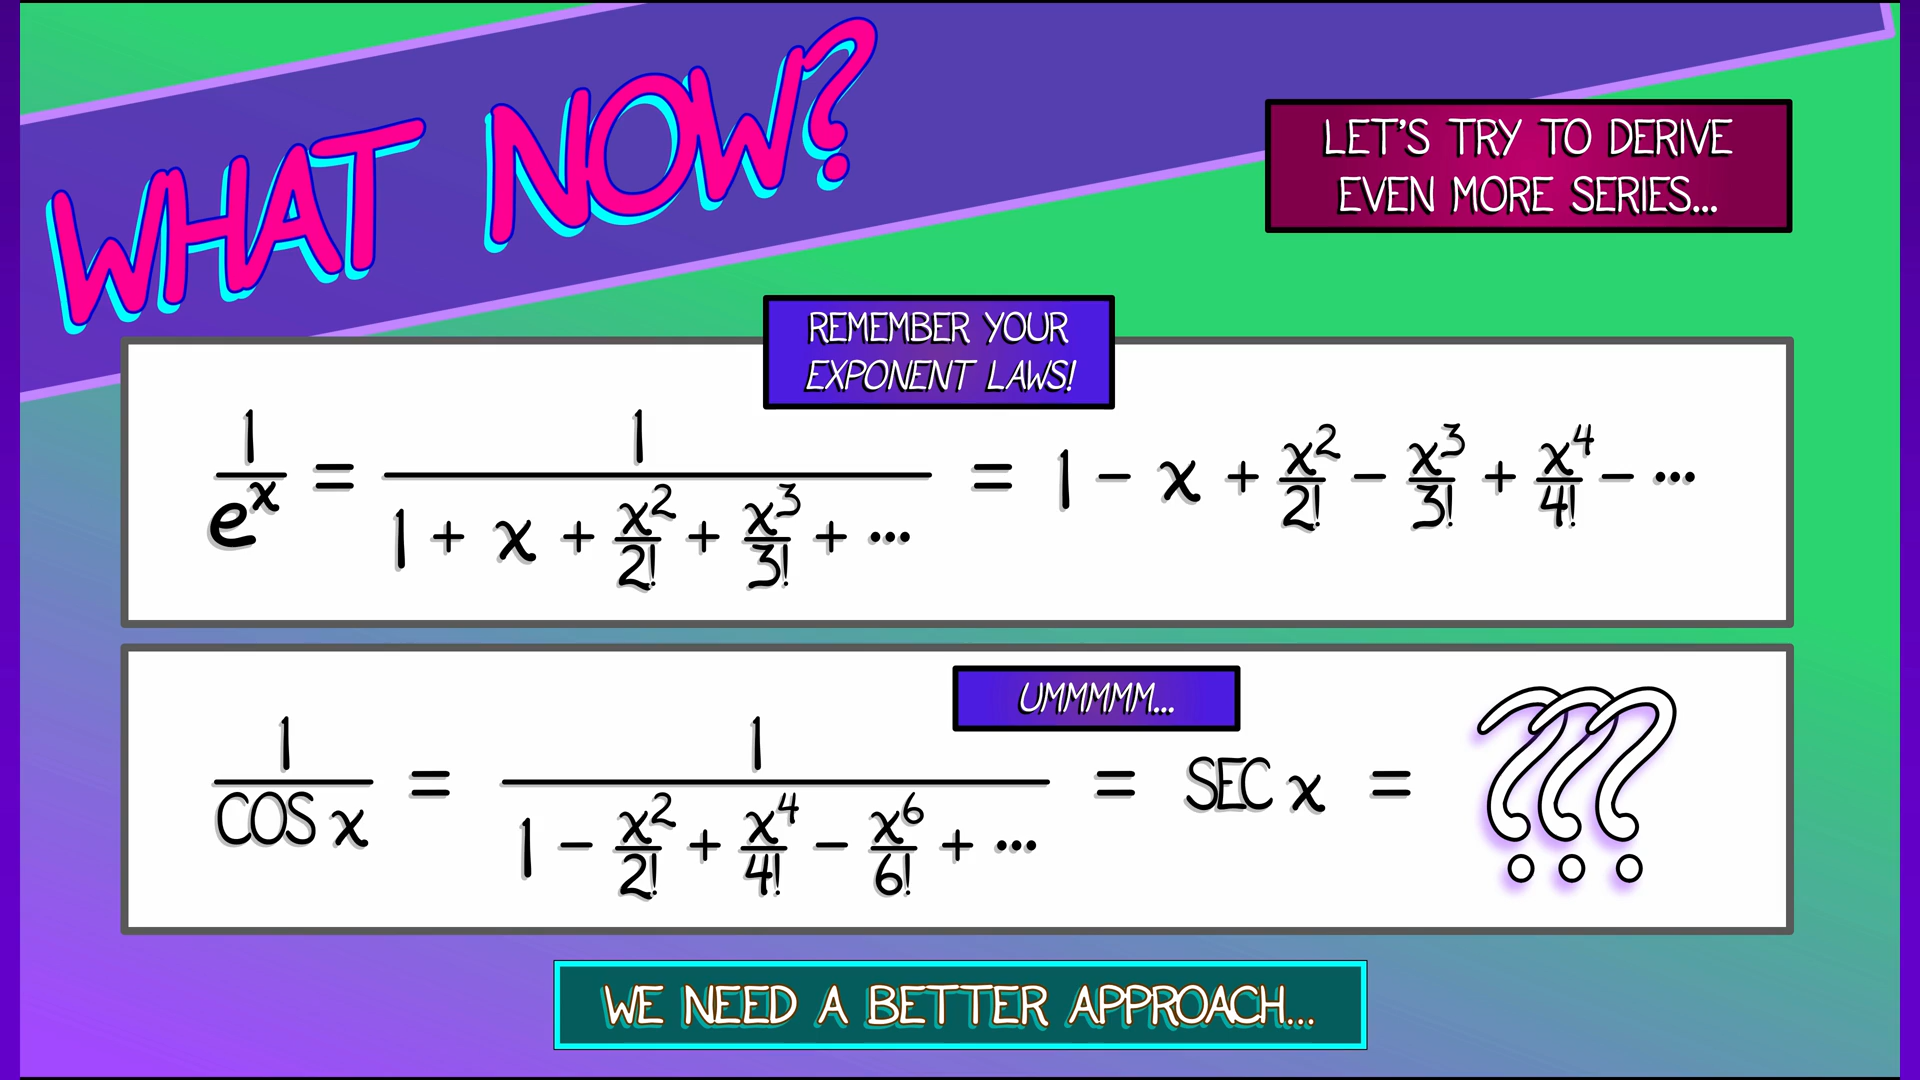 WHAT NOW?
LET'S TRY TO DERIVE
EVEN MORE SERIES...
REMEMBER YOUR
EXPONENT LAWS!
1/e^x = 1/(1 + x + x^2/2! + x^3/3! + ···) = 1 − x + x^2/2! − x^3/3! + x^4/4! − ···
UMMMMM...
1/COS x = 1/(1 − x^2/2! + x^4/4! − x^6/6! + ···) = SEC x = ???
WE NEED A BETTER APPROACH...